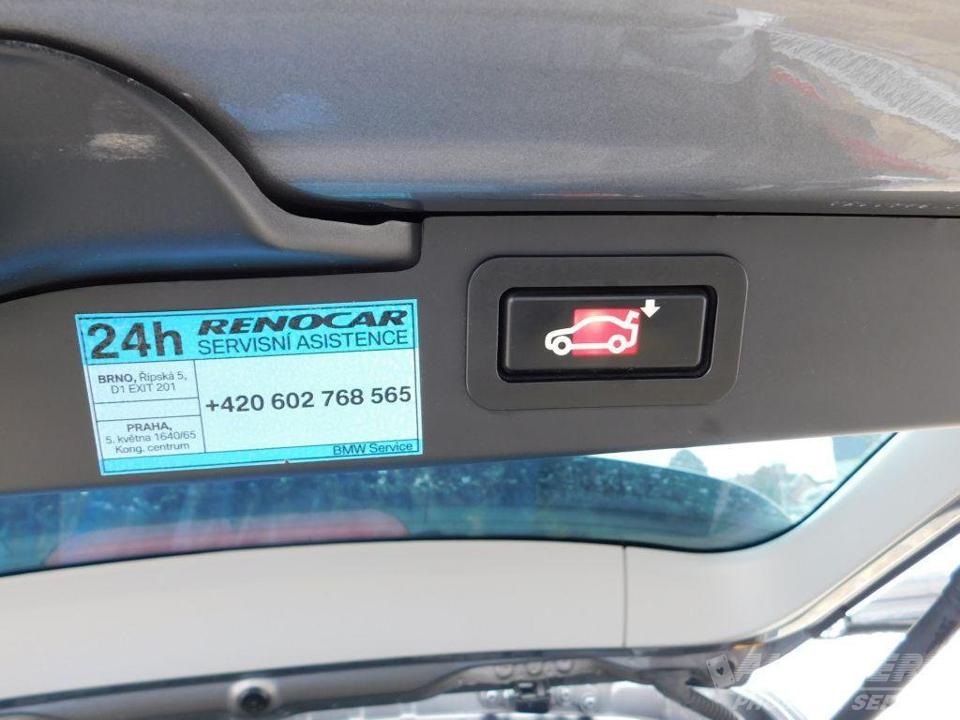 24h RENOCAR
SERVISNÍ ASISTENCE
BRNO, Řípská 5,
D1 EXIT 201
+420 602 768 565
PRAHA,
5. května 1640/65
Kong. centrum
BMW Service